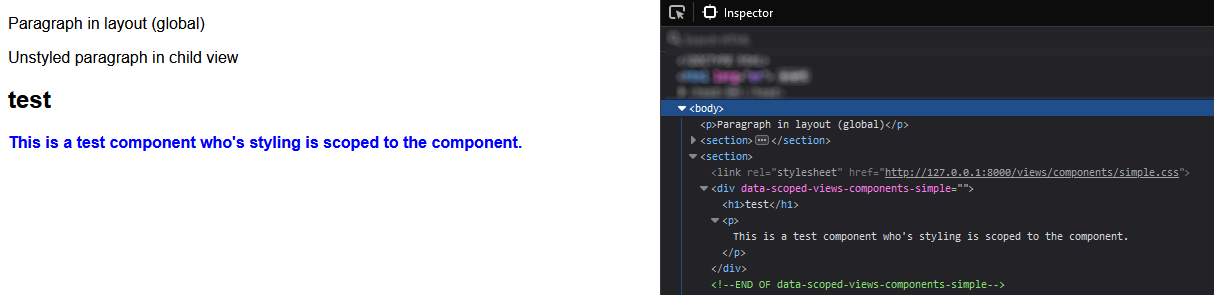 Paragraph in layout (global)
Unstyled paragraph in child view
test
This is a test component who's styling is scoped to the component.
Inspector
<body>
<p>Paragraph in layout (global)</p>
<section>
</section>
<section>
<link rel="stylesheet" href="http://127.0.0.1:8000/views/components/simple.css">
<div data-scoped-views-components-simple="">
<h1>test</h1>
<p>
This is a test component who's styling is scoped to the component.
</p>
</div>
<!--END OF data-scoped-views-components-simple-->